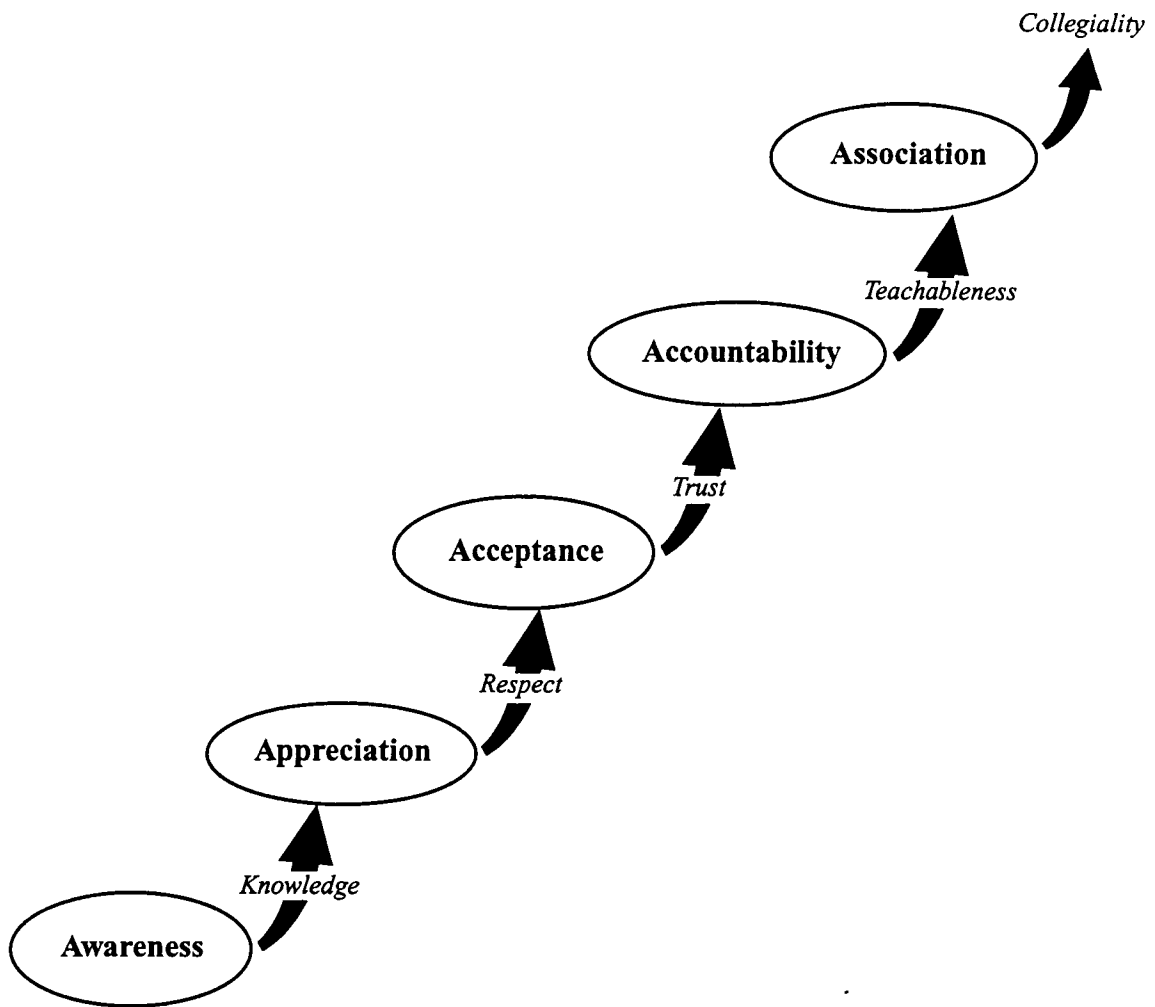 Collegiality
Association
Teachableness
Accountability
Trust
Acceptance
Respect
Appreciation
Knowledge
Awareness